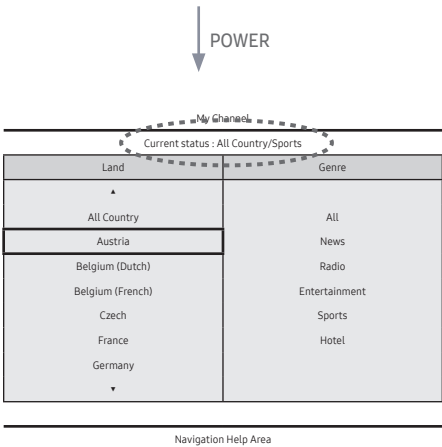 POWER
My Channel
Current status : All Country/Sports
Land Genre
▲
All Country All
Austria News
Belgium (Dutch) Radio
Belgium (French) Entertainment
Czech Sports
France Hotel
Germany
▼
Navigation Help Area